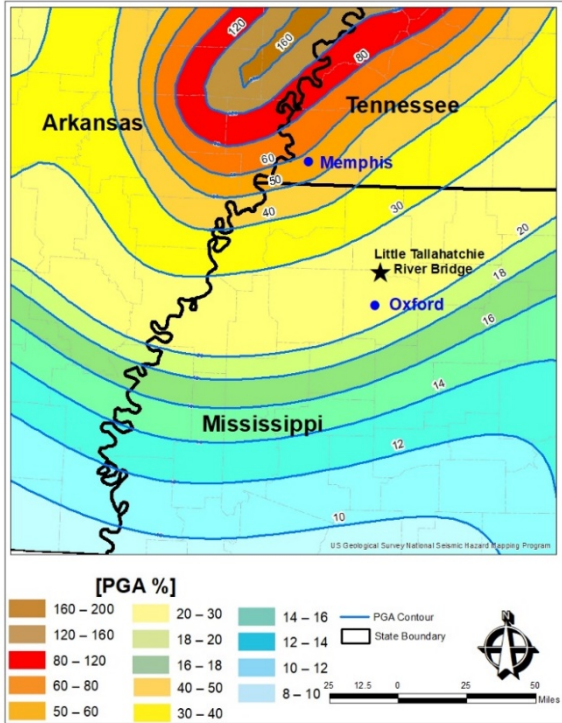 120
160
80
Tennessee
Arkansas
60
Memphis
50
40
30
20
Little Tallahatchie
River Bridge
18
Oxford
16
14
Mississippi
12
10
US Geological Survey National Seismic Hazard Mapping Program
[PGA %]
160 – 200
120 – 160
80 – 120
60 – 80
50 – 60
20 – 30
18 – 20
16 – 18
40 – 50
30 – 40
14 – 16
12 – 14
10 – 12
8 – 10
PGA Contour
State Boundary
N
25 12.5 0 25 50
Miles